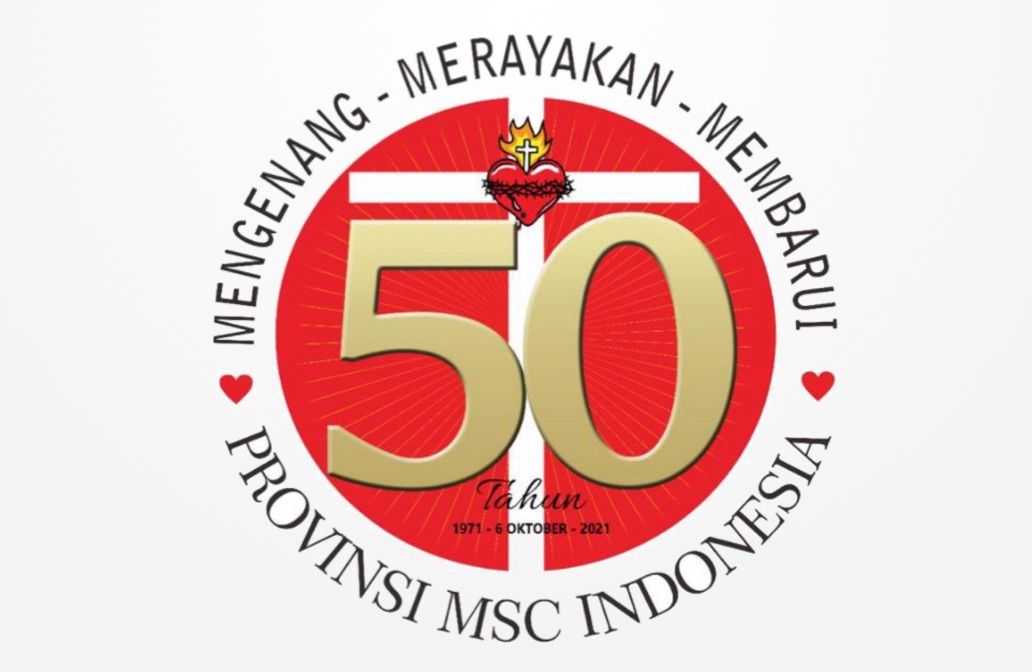 MENGENANG - MERAYAKAN - MEMBARUI
50
Tahun
1971 - 6 OKTOBER - 2021
PROVINSI MSC INDONESIA